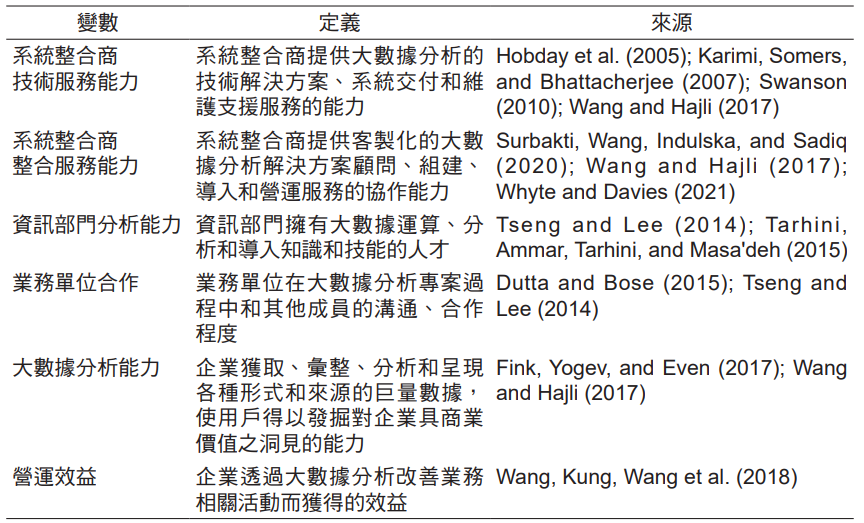 變數 定義 來源
系統整合商 系統整合商提供大數據分析的 Hobday et al. (2005); Karimi, Somers,
技術服務能力 的技術解決方案、系統交付和維 and Bhattacherjee (2007); Swanson
護支援服務的能力 (2010); Wang and Hajli (2017)
系統整合商 系統整合商提供客製化的大數 Surbakti, Wang, Indulska, and Sadiq
整合服務能力 據分析解決方案顧問、組建、 (2020); Wang and Hajli (2017);
導入和營運服務的協作能力 Whyte and Davies (2021)
資訊部門分析能力 資訊部門擁有大數據運算、分 Tseng and Lee (2014); Tarhini,
析和導入知識和技能的人才 Ammar, Tarhini, and Masa'deh (2015)
業務單位合作 業務單位在大數據分析專案過 Dutta and Bose (2015); Tseng and
程中和其他成員的溝通、合作 Lee (2014)
程度
大數據分析能力 企業獲取、彙整、分析和呈現 Fink, Yogev, and Even (2017); Wang
各種形式和來源的巨量數據， and Hajli (2017)
使用戶得以發掘對企業具商業
價值之洞見的能力
營運效益 企業透過大數據分析改善業務 Wang, Kung, Wang et al. (2018)
相關活動而獲得的效益